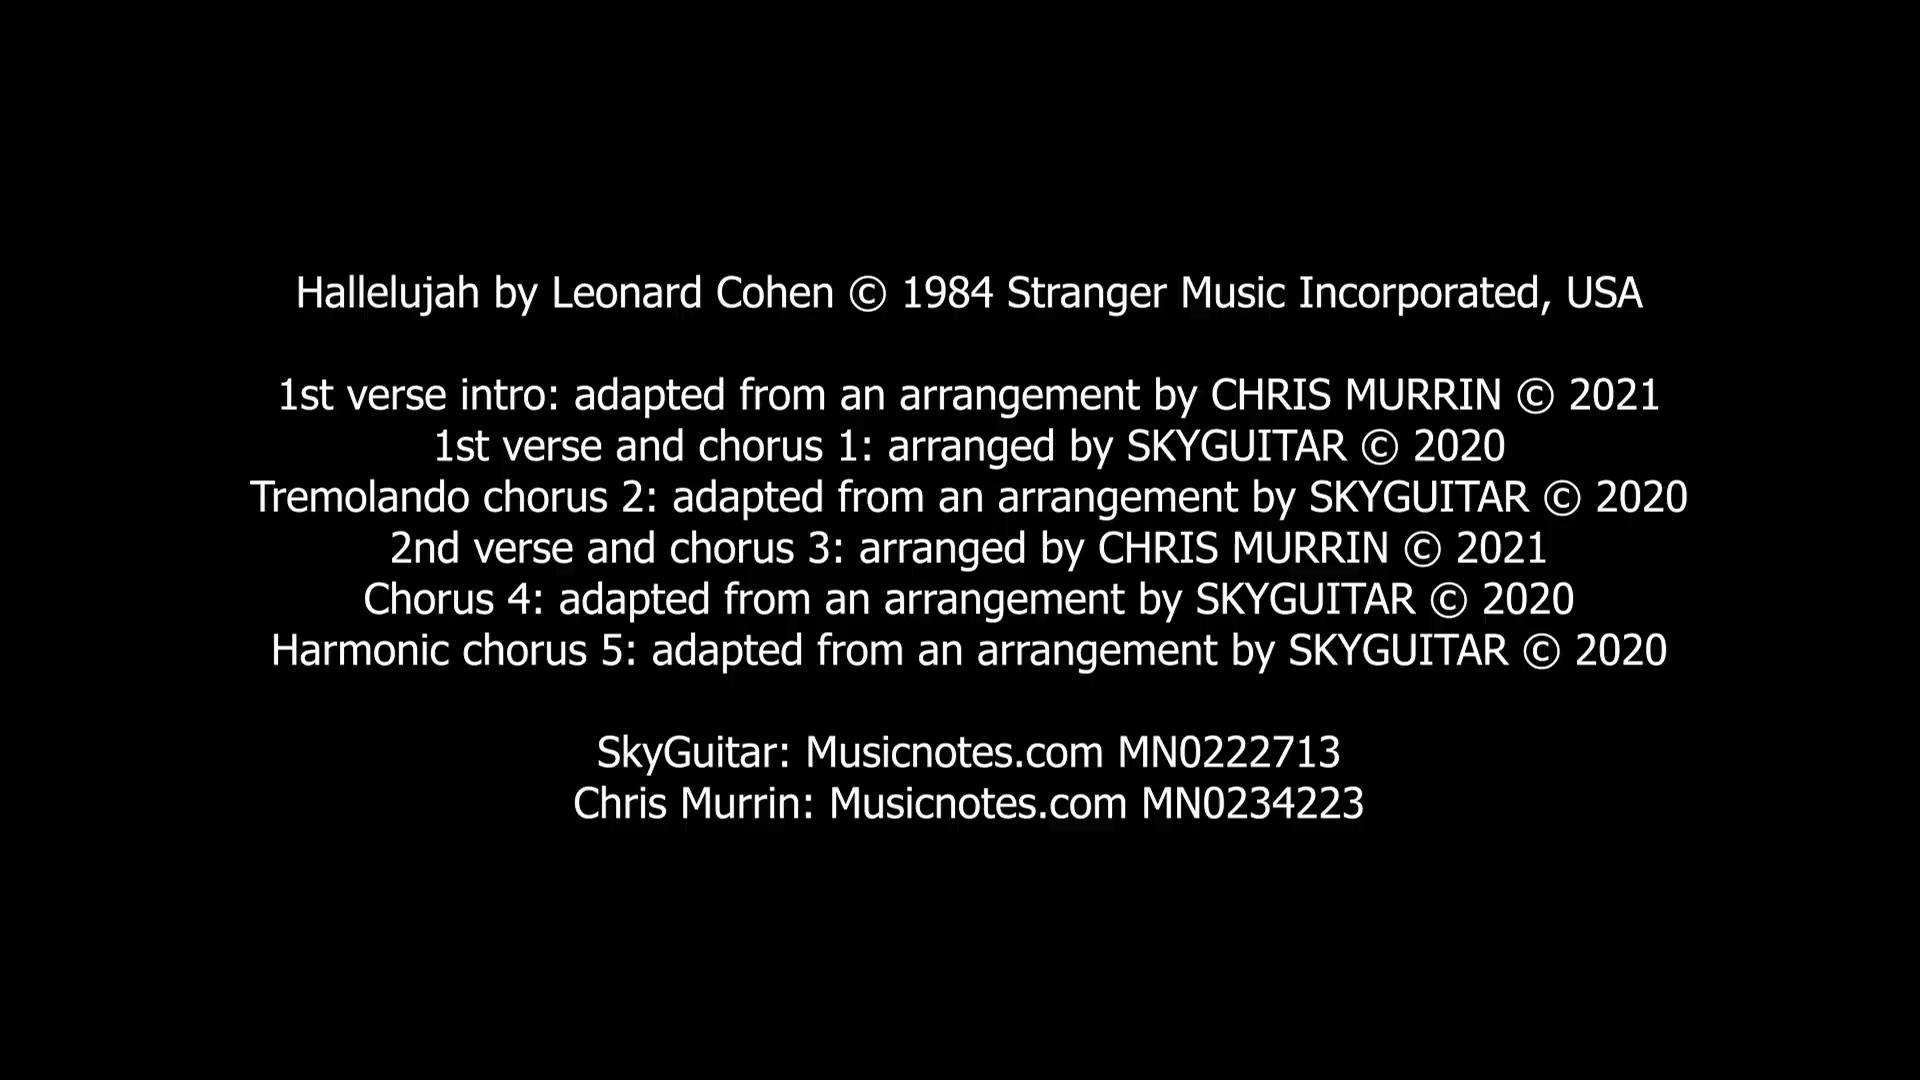 Hallelujah by Leonard Cohen © 1984 Stranger Music Incorporated, USA
1st verse intro: adapted from an arrangement by CHRIS MURRIN © 2021
1st verse and chorus 1: arranged by SKYGUITAR © 2020
Tremolando chorus 2: adapted from an arrangement by SKYGUITAR © 2020
2nd verse and chorus 3: arranged by CHRIS MURRIN © 2021
Chorus 4: adapted from an arrangement by SKYGUITAR © 2020
Harmonic chorus 5: adapted from an arrangement by SKYGUITAR © 2020
SkyGuitar: Musicnotes.com MN0222713
Chris Murrin: Musicnotes.com MN0234223